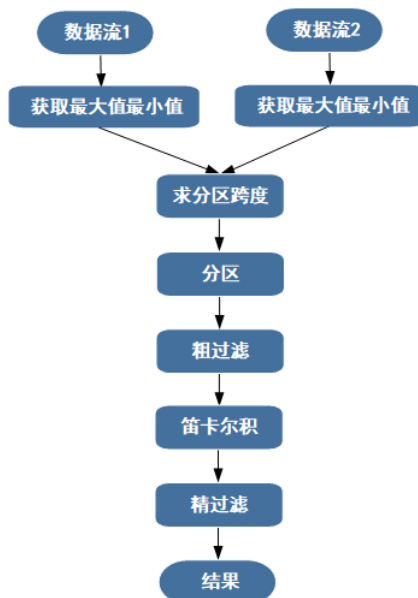 数据流1
数据流2
获取最大值最小值
获取最大值最小值
求分区跨度
分区
粗过滤
笛卡尔积
精过滤
结果